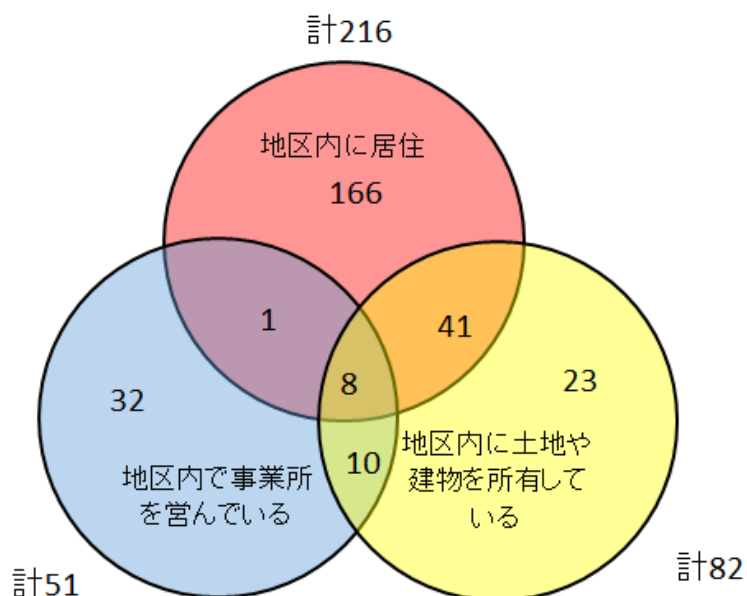 計216
地区内に居住
166
1
41
8
23
32
10
地区内に土地や
建物を所有して
いる
地区内で事業所
を営んでいる
計82
計51